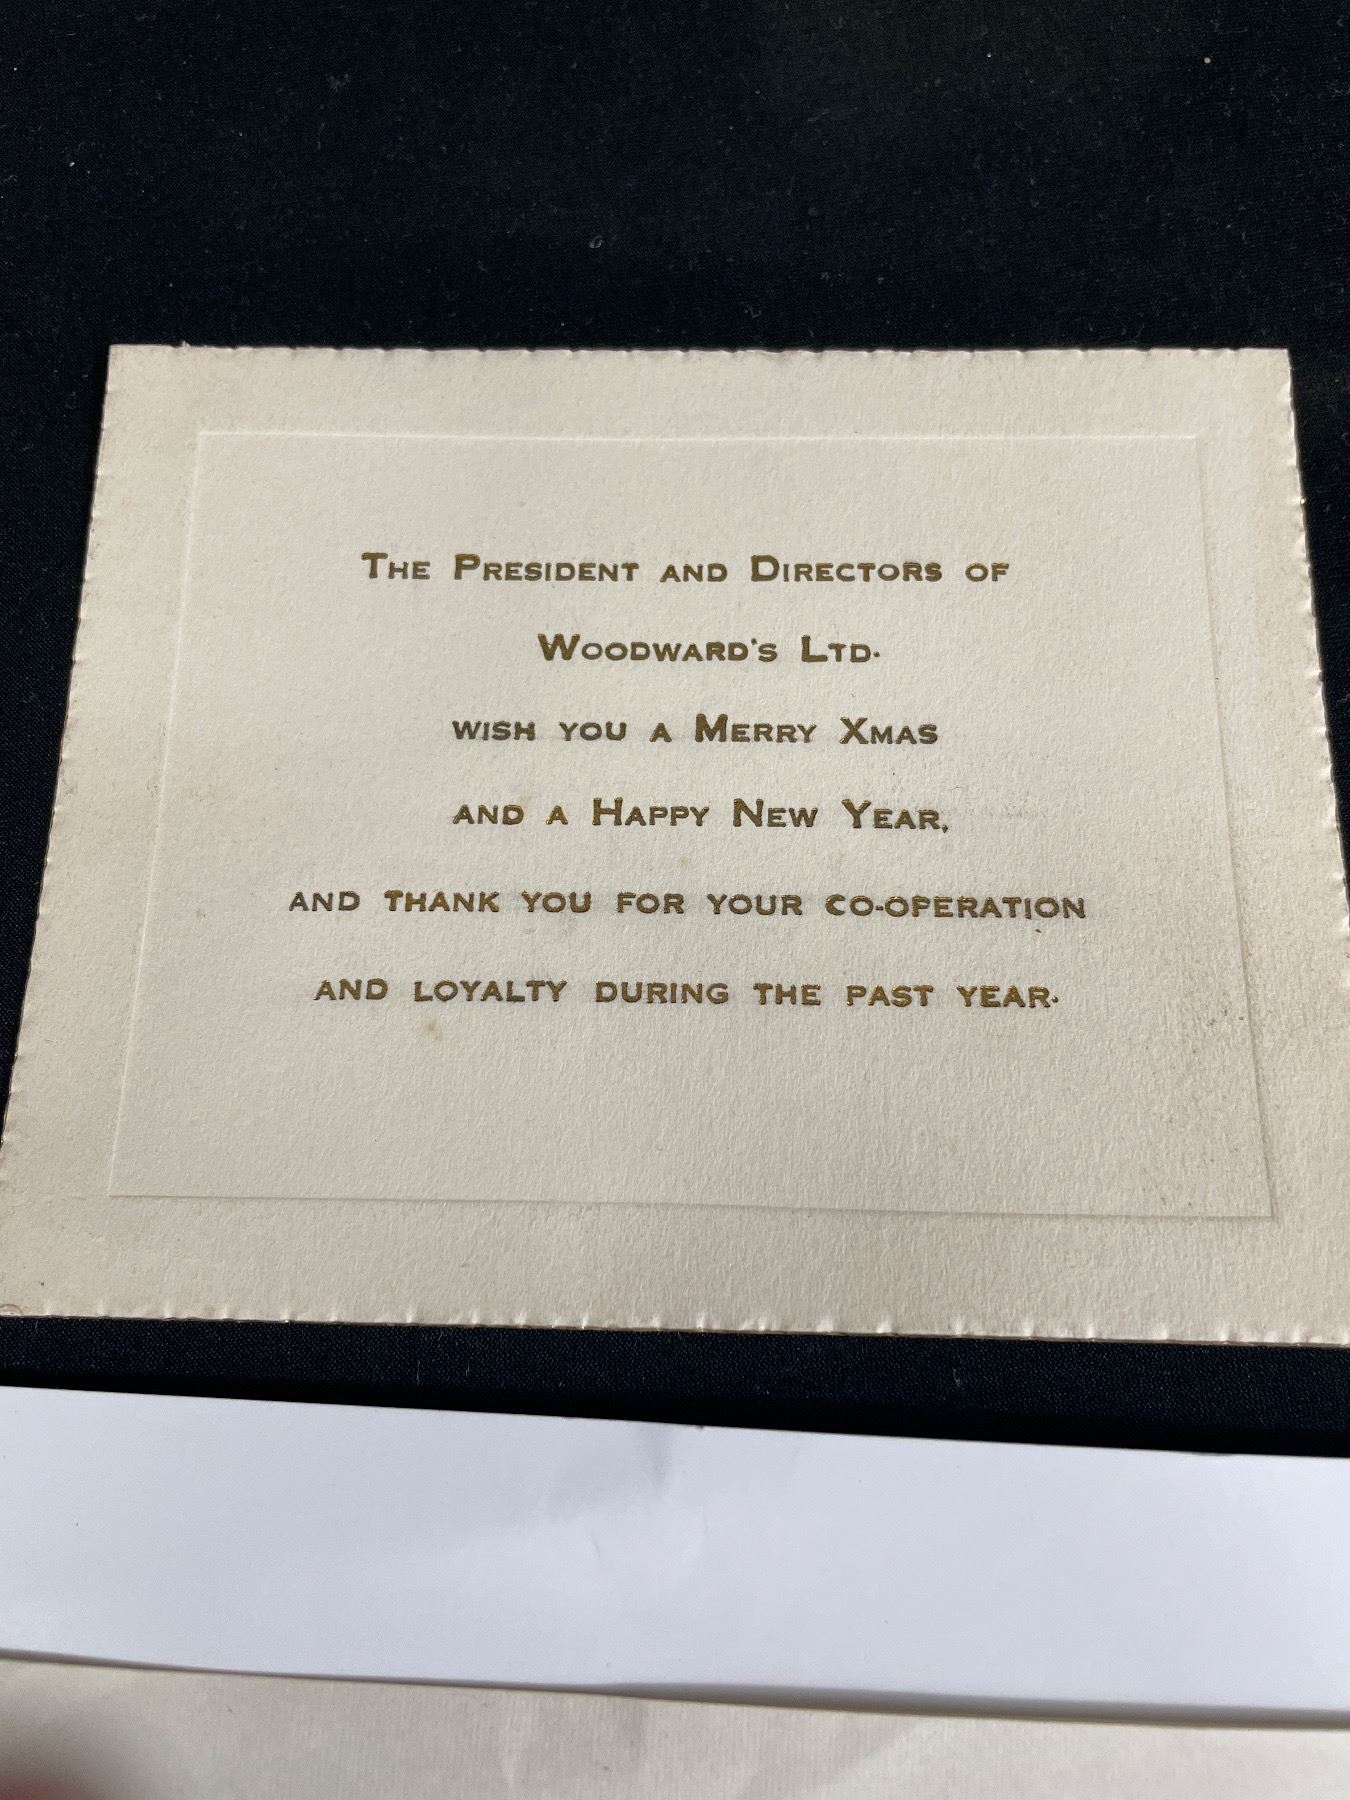 The President and Directors of
Woodward's Ltd.
wish you a Merry Xmas
and a Happy New Year,
and thank you for your co-operation
and loyalty during the past year.